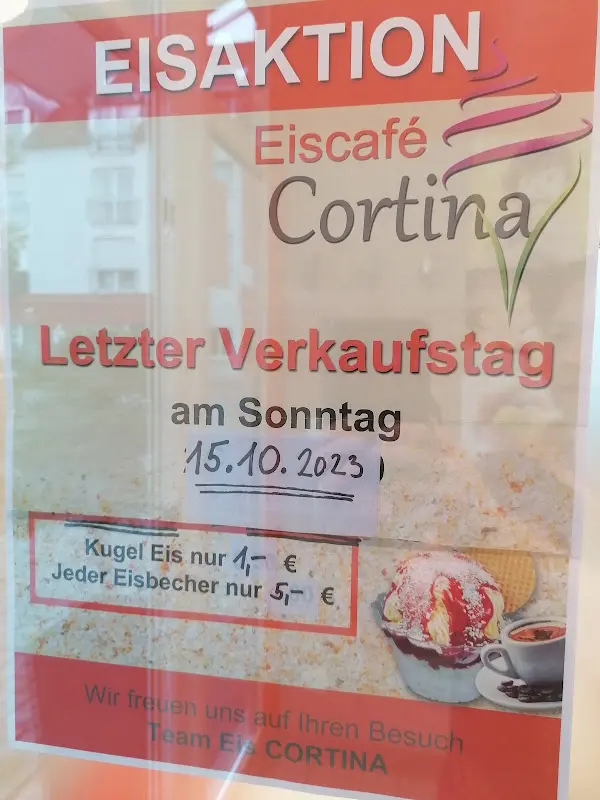 EISAKTION
Eiscafé
Cortina
Letzter Verkaufstag
am Sonntag
15.10.2023
Kugel Eis nur 1,- €
Jeder Eisbecher nur 5,- €
Wir freuen uns auf Ihren Besuch
Team Eis CORTINA